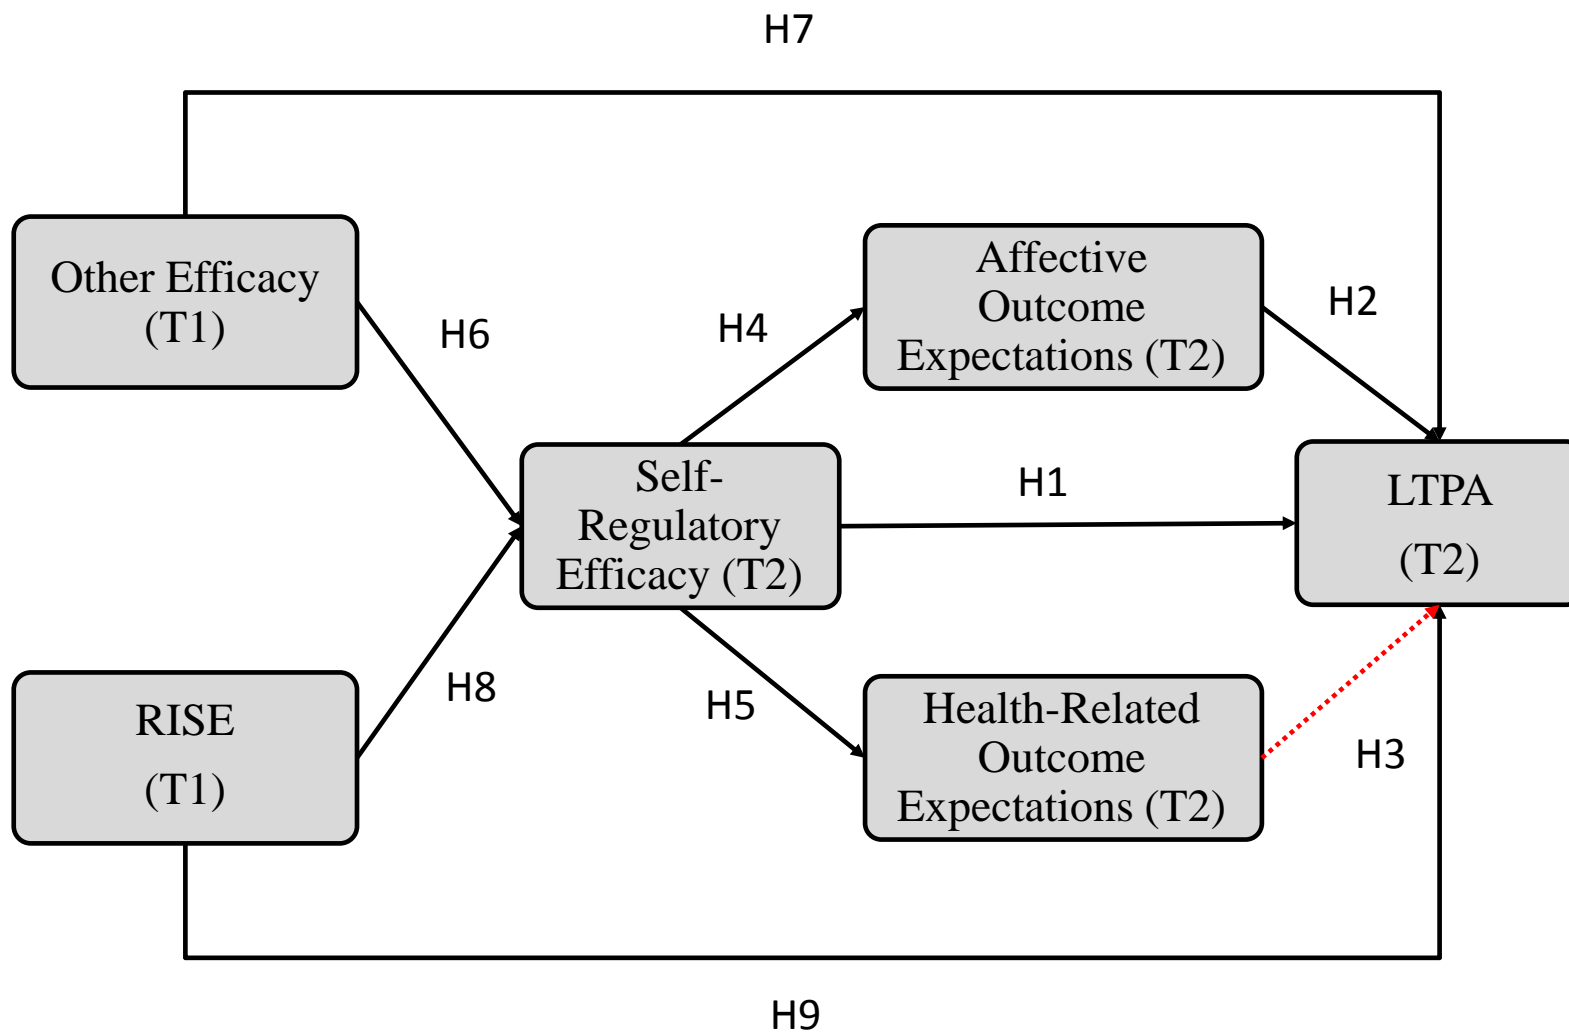 H7
Other Efficacy
(T1)
H6
H4
Affective
Outcome
Expectations (T2)
H2
Self-
Regulatory
Efficacy (T2)
H1
LTPA
(T2)
RISE
(T1)
H8
H5
Health-Related
Outcome
Expectations (T2)
H3
H9